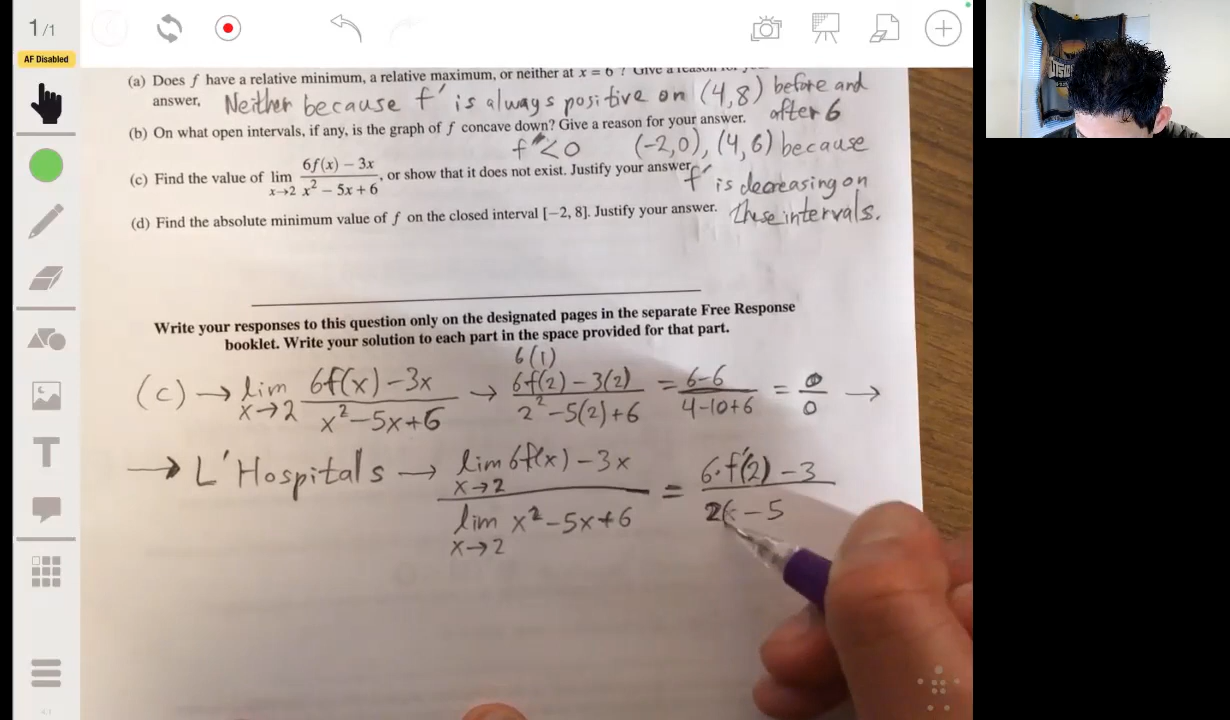 1/1
AF Disabled
(a) Does f have a relative minimum, a relative maximum, or neither at x = 6 ? Give a reason for your
answer, Neither because f' is always positive on (4,8) before and
after 6
(b) On what open intervals, if any, is the graph of f concave down? Give a reason for your answer.
f"<0 (-2,0), (4,6) because
(c) Find the value of lim x→2 6f(x) − 3x / x² − 5x + 6, or show that it does not exist. Justify your answer.
f' is decreasing on
(d) Find the absolute minimum value of f on the closed interval [−2, 8]. Justify your answer.
these intervals.
Write your responses to this question only on the designated pages in the separate Free Response
booklet. Write your solution to each part in the space provided for that part.
6(1)
(c) → lim x→2 6f(x) − 3x / x² − 5x + 6 → 6f(2) − 3(2) / 2² − 5(2) + 6 = 6−6 / 4−10+6 = 0/0 →
→ L'Hospitals → lim x→2 6f(x) − 3x / lim x→2 x² − 5x + 6 = 6·f'(2) − 3 / 2 − 5
T